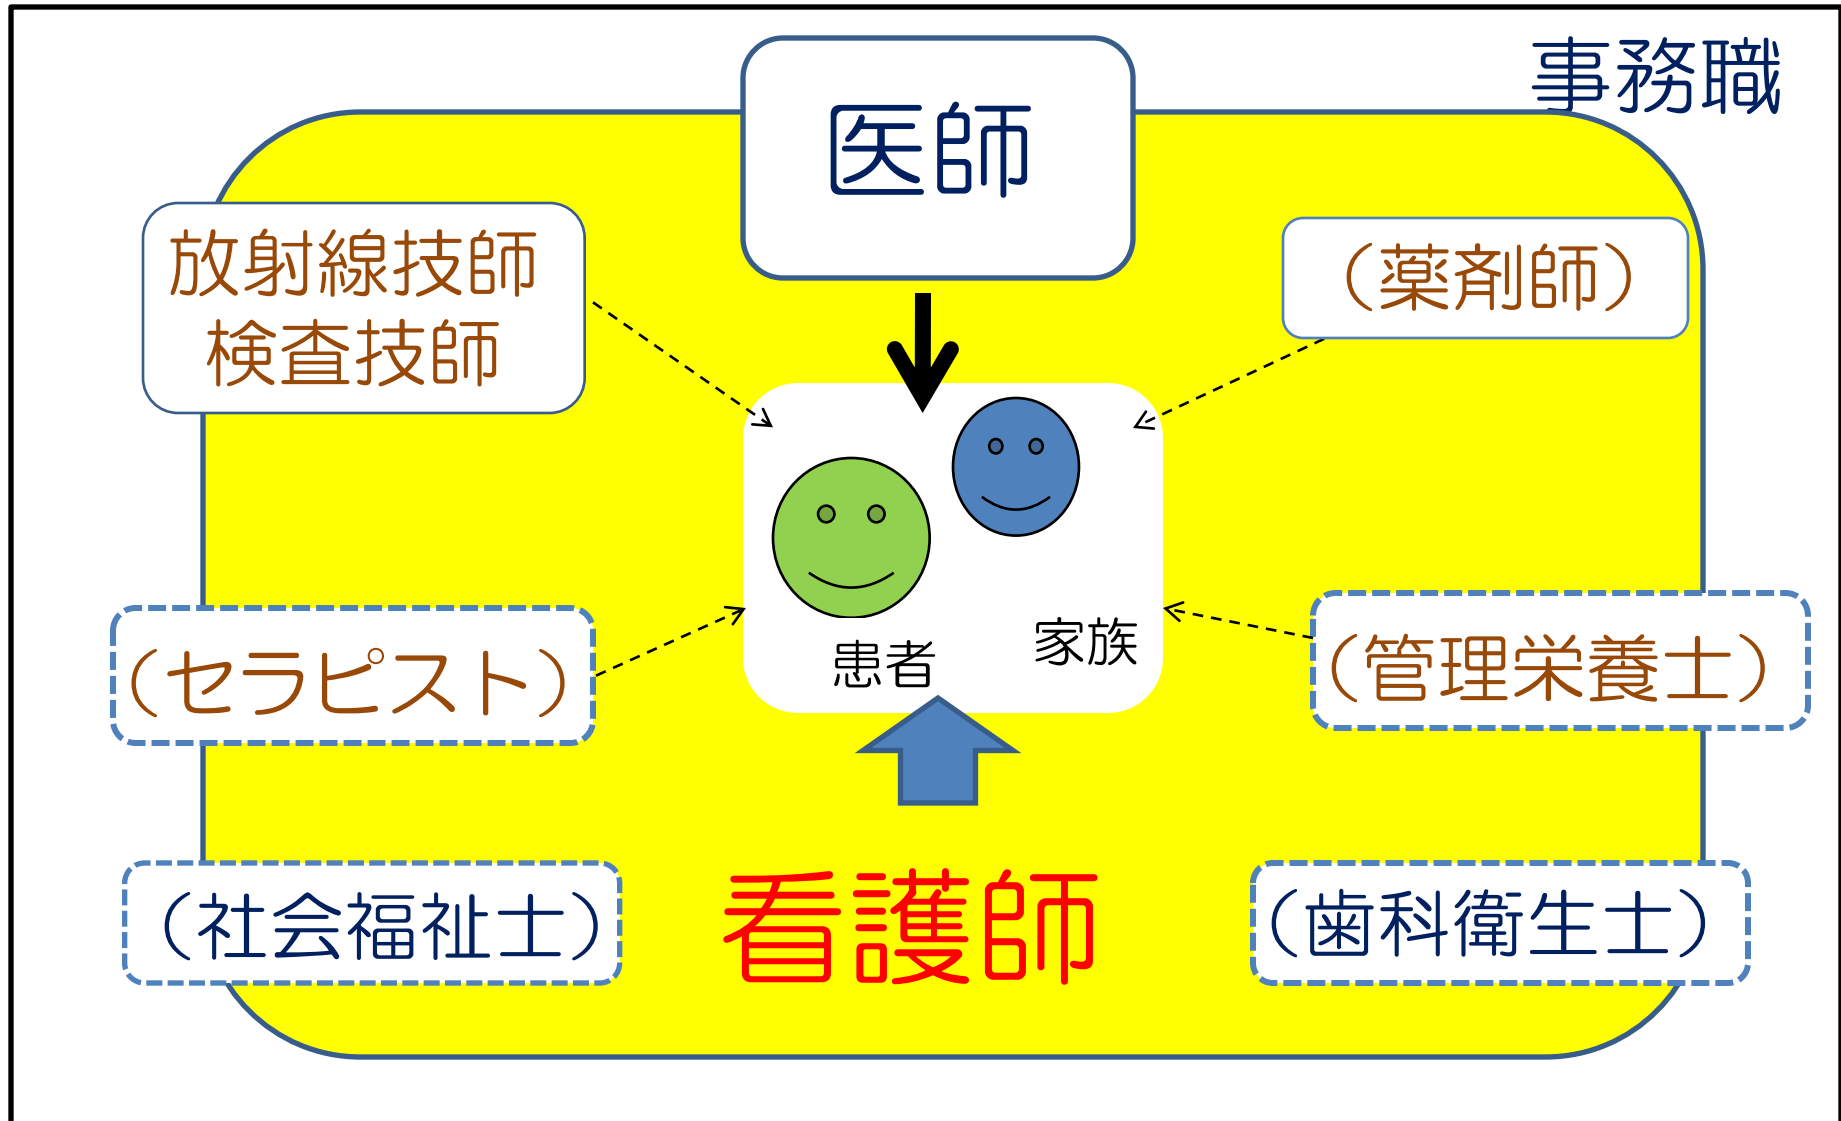 事務職
医師
放射線技師
検査技師
（薬剤師）
患者
家族
（セラピスト）
（管理栄養士）
（社会福祉士）
看護師
（歯科衛生士）